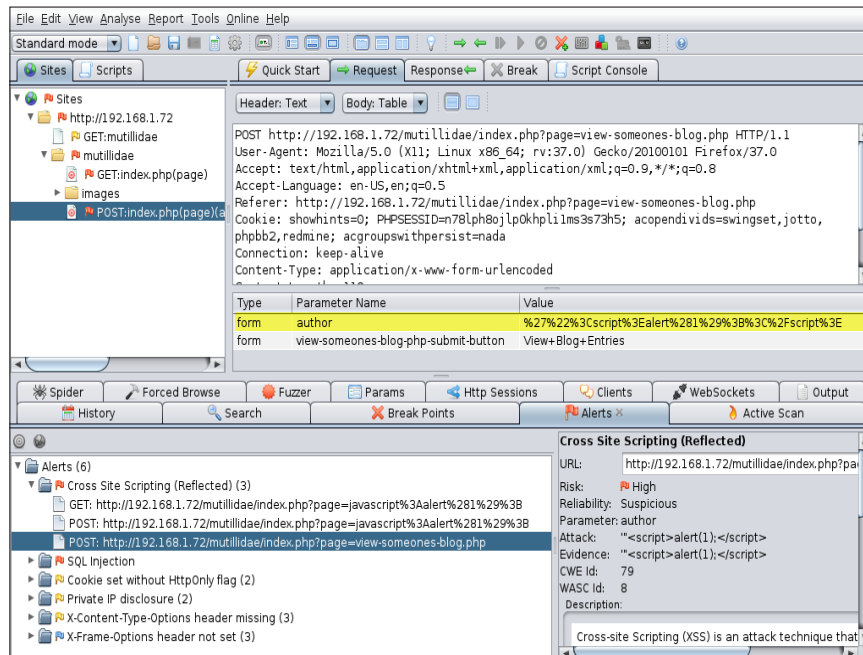 File Edit View Analyse Report Tools Online Help
Standard mode
Sites Scripts
Quick Start Request Response Break Script Console
Sites
http://192.168.1.72
GET:mutillidae
mutillidae
GET:index.php(page)
images
POST:index.php(page)(a
Header: Text Body: Table
POST http://192.168.1.72/mutillidae/index.php?page=view-someones-blog.php HTTP/1.1
User-Agent: Mozilla/5.0 (X11; Linux x86_64; rv:37.0) Gecko/20100101 Firefox/37.0
Accept: text/html,application/xhtml+xml,application/xml;q=0.9,*/*;q=0.8
Accept-Language: en-US,en;q=0.5
Referer: http://192.168.1.72/mutillidae/index.php?page=view-someones-blog.php
Cookie: showhints=0; PHPSESSID=n78lph8ojlp0khpli1ms3s73h5; acopendivids=swingset,jotto,
phpbb2,redmine; acgroupswithpersist=nada
Connection: keep-alive
Content-Type: application/x-www-form-urlencoded
Type Parameter Name Value
form author %27%22%3Cscript%3Ealert%281%29%3B%3C%2Fscript%3E
form view-someones-blog-php-submit-button View+Blog+Entries
Spider Forced Browse Fuzzer Params Http Sessions Clients WebSockets Output
History Search Break Points Alerts Active Scan
Alerts (6)
Cross Site Scripting (Reflected) (3)
GET: http://192.168.1.72/mutillidae/index.php?page=javascript%3Aalert%281%29%3B
POST: http://192.168.1.72/mutillidae/index.php?page=javascript%3Aalert%281%29%3B
POST: http://192.168.1.72/mutillidae/index.php?page=view-someones-blog.php
SQL Injection
Cookie set without HttpOnly flag (2)
Private IP disclosure (2)
X-Content-Type-Options header missing (3)
X-Frame-Options header not set (3)
Cross Site Scripting (Reflected)
URL: http://192.168.1.72/mutillidae/index.php?pa
Risk: High
Reliability: Suspicious
Parameter: author
Attack: '"<script>alert(1);</script>
Evidence: '"<script>alert(1);</script>
CWE Id: 79
WASC Id: 8
Description:
Cross-site Scripting (XSS) is an attack technique that